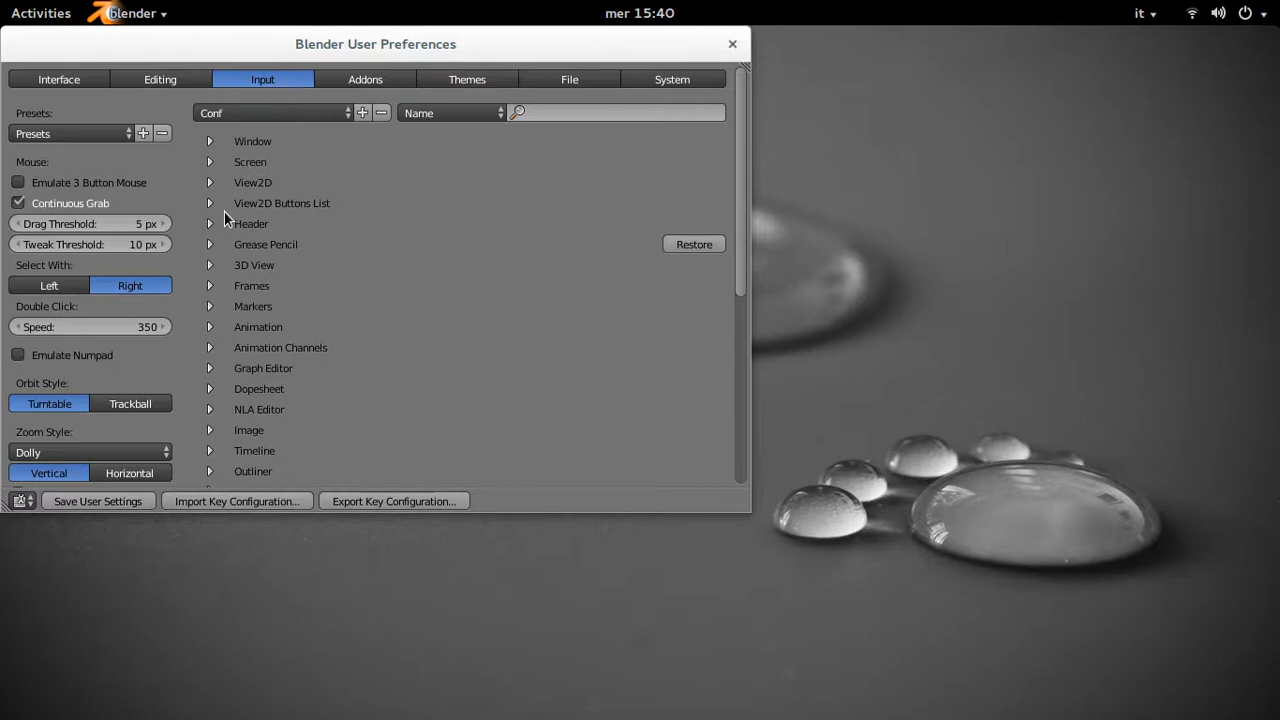 Activities blender mer 15:40 it
Blender User Preferences
Interface Editing Input Addons Themes File System
Presets: Conf Name
Presets
Window
Mouse: Screen
Emulate 3 Button Mouse View2D
Continuous Grab View2D Buttons List
Drag Threshold: 5 px Header
Tweak Threshold: 10 px Grease Pencil Restore
Select With: 3D View
Left Right Frames
Double Click: Markers
Speed: 350 Animation
Animation Channels
Emulate Numpad
Graph Editor
Orbit Style: Dopesheet
Turntable Trackball NLA Editor
Zoom Style: Image
Dolly Timeline
Vertical Horizontal Outliner
Save User Settings Import Key Configuration... Export Key Configuration...